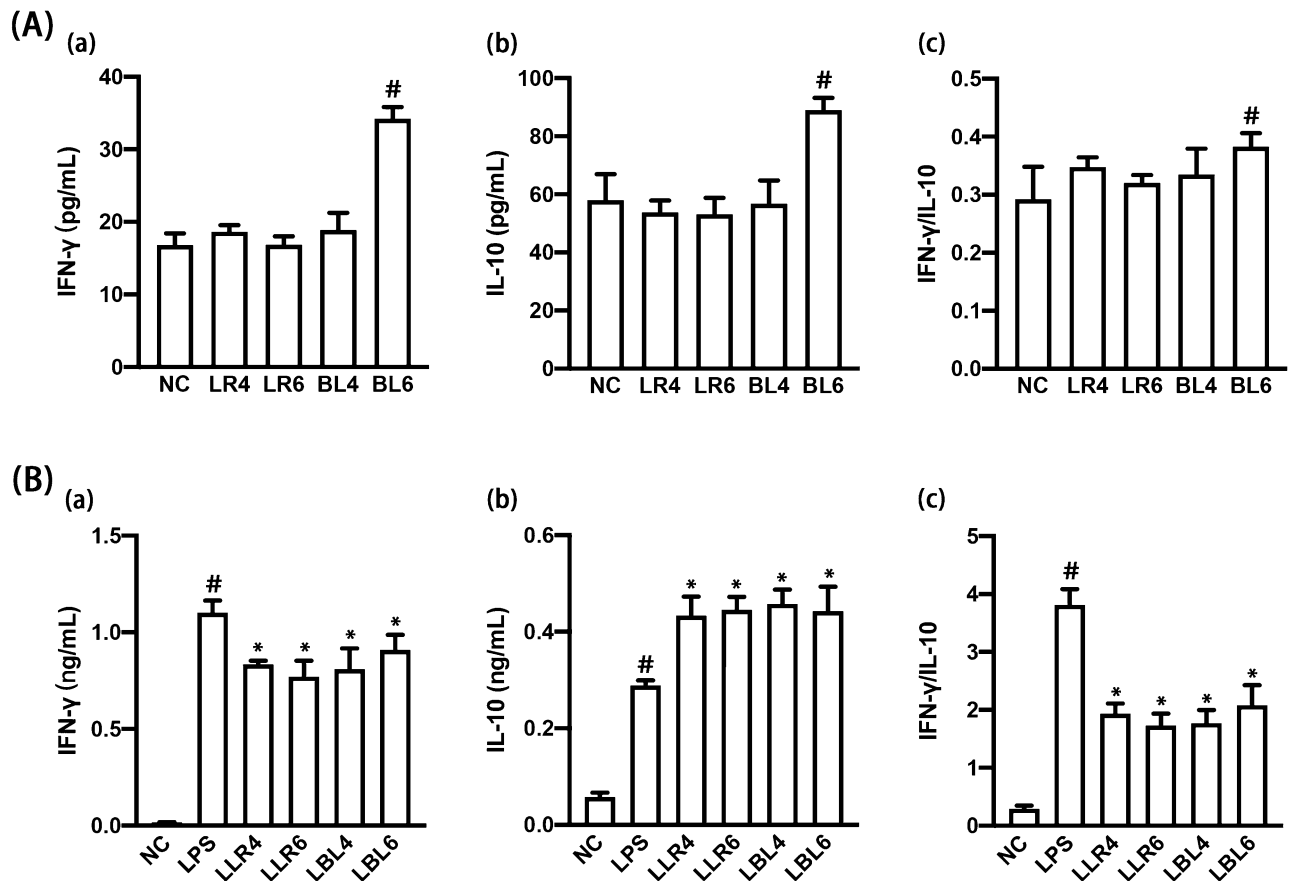 (A)
(a)
IFN-γ (pg/mL)
40
30
20
10
0
#
NC LR4 LR6 BL4 BL6
(b)
IL-10 (pg/mL)
100
80
60
40
20
0
#
NC LR4 LR6 BL4 BL6
(c)
IFN-γ/IL-10
0.5
0.4
0.3
0.2
0.1
0.0
#
NC LR4 LR6 BL4 BL6
(B)
(a)
IFN-γ (ng/mL)
1.5
1.0
0.5
0.0
# * * * *
NC LPS LLR4 LLR6 LBL4 LBL6
(b)
IL-10 (ng/mL)
0.6
0.4
0.2
0.0
# * * * *
NC LPS LLR4 LLR6 LBL4 LBL6
(c)
IFN-γ/IL-10
5
4
3
2
1
0
# * * * *
NC LPS LLR4 LLR6 LBL4 LBL6